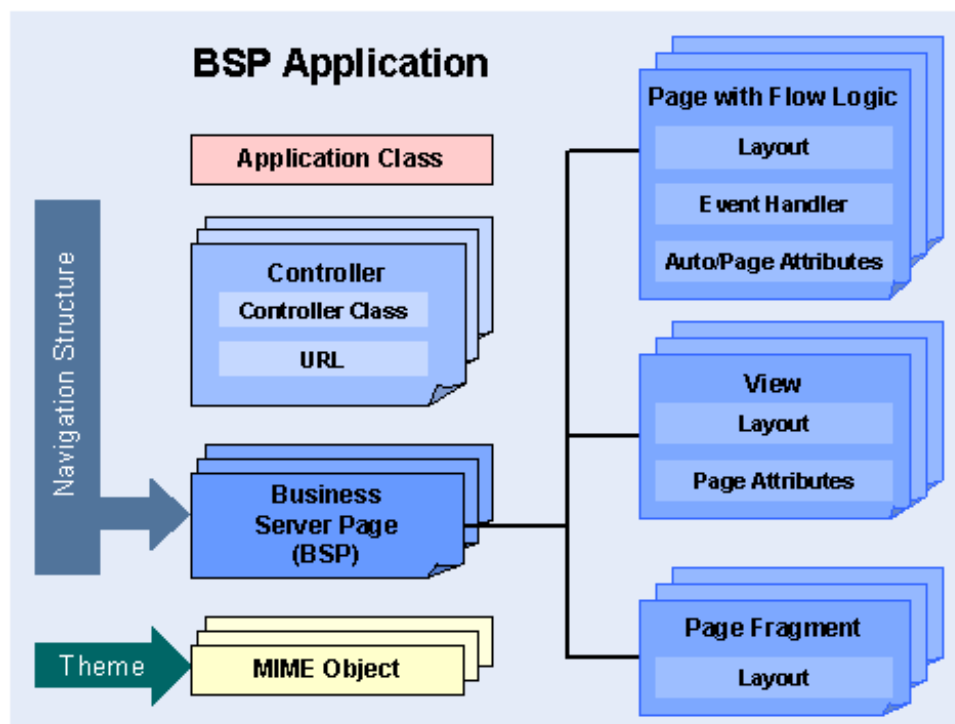 BSP Application
Application Class
Controller
Controller Class
URL
Navigation Structure
Business
Server Page
(BSP)
Theme
MIME Object
Page with Flow Logic
Layout
Event Handler
Auto/Page Attributes
View
Layout
Page Attributes
Page Fragment
Layout